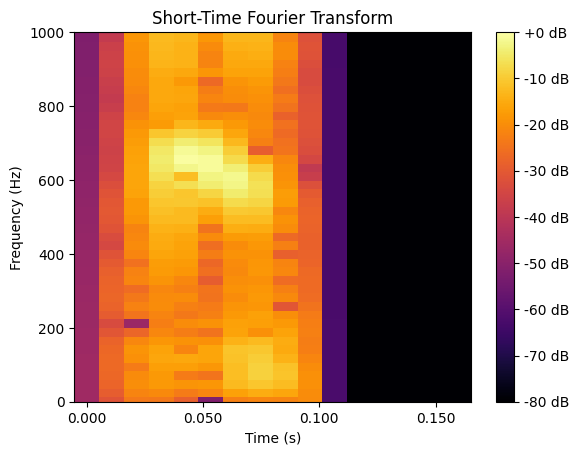 Short-Time Fourier Transform
Frequency (Hz)
1000
800
600
400
200
0
0.000
0.050
0.100
0.150
Time (s)
+0 dB
-10 dB
-20 dB
-30 dB
-40 dB
-50 dB
-60 dB
-70 dB
-80 dB